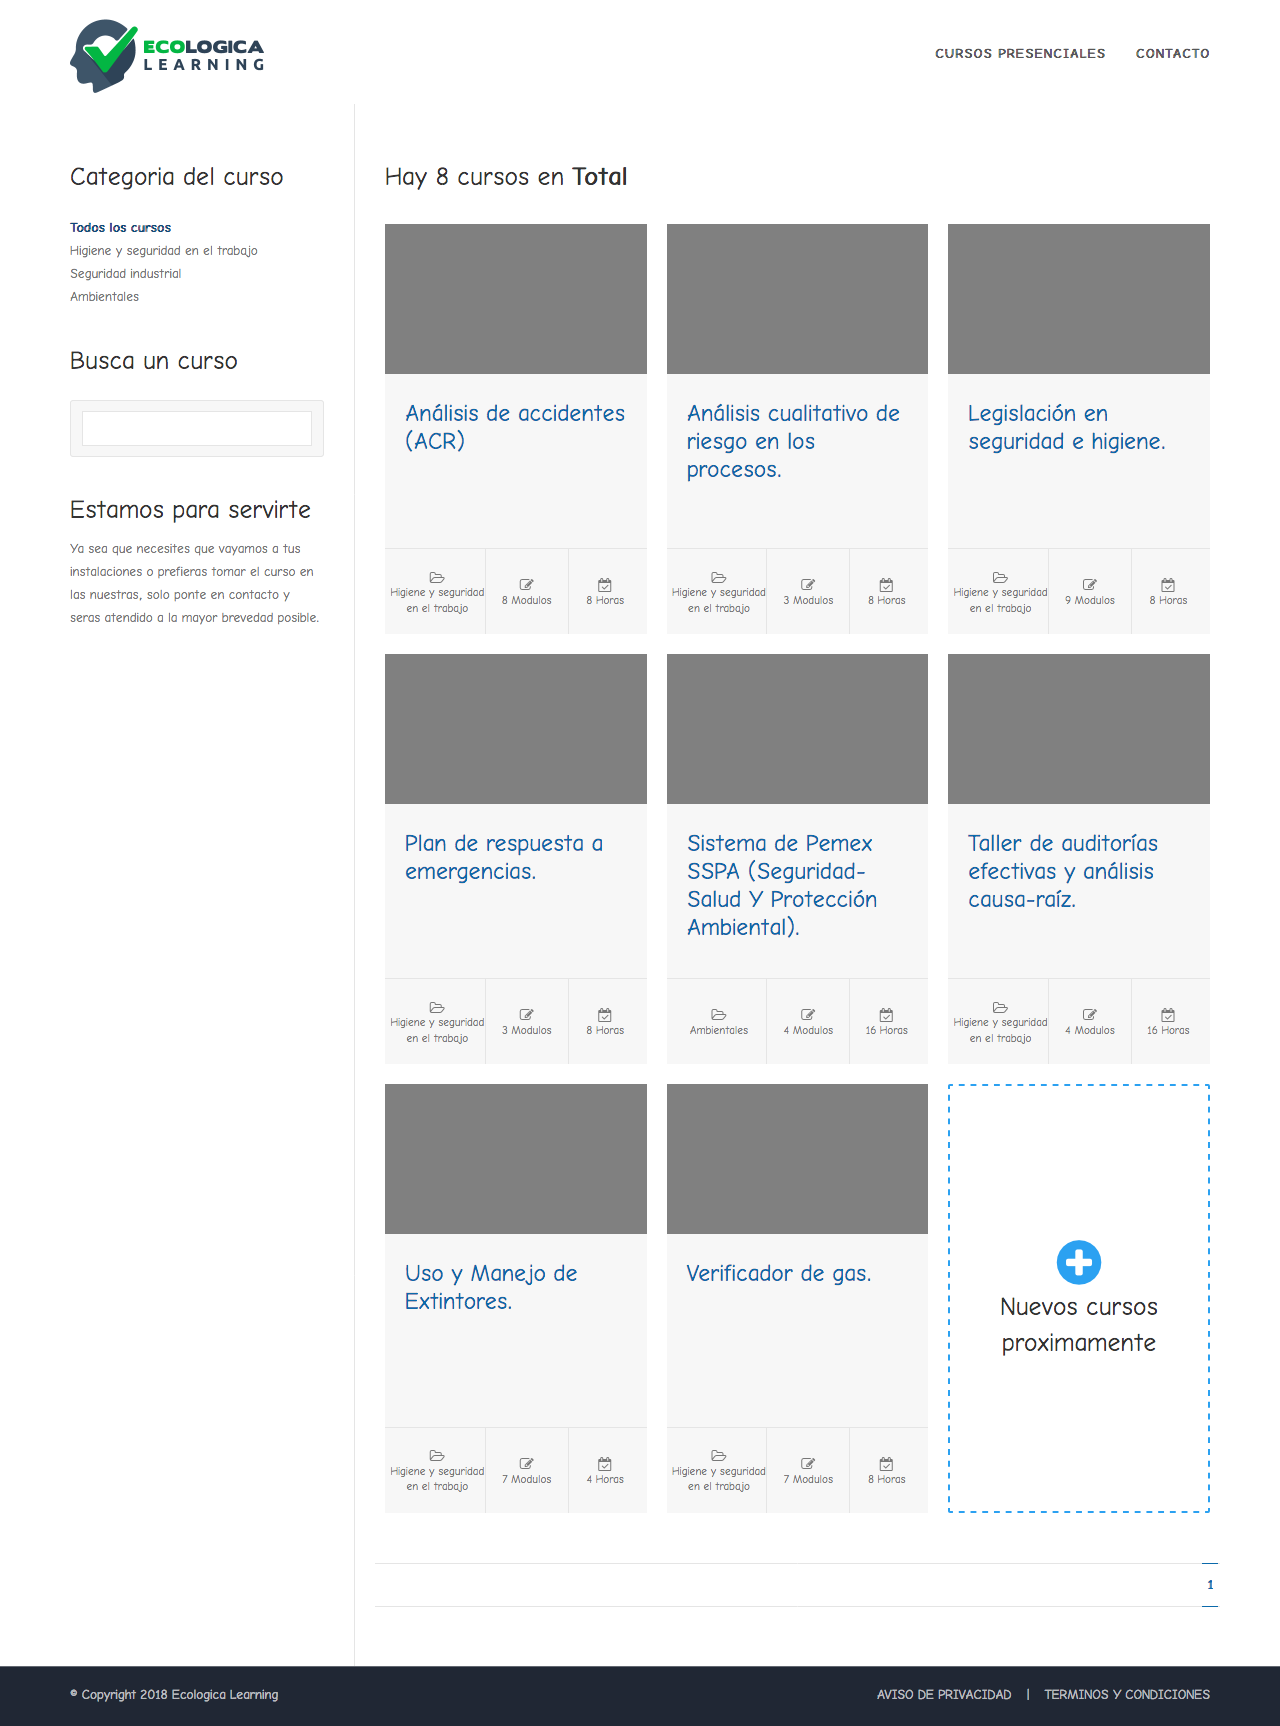 ECOLOGICA
LEARNING
CURSOS PRESENCIALES
CONTACTO
Categoria del curso
Todos los cursos
Higiene y seguridad en el trabajo
Seguridad industrial
Ambientales
Busca un curso
Estamos para servirte
Ya sea que necesites que vayamos a tus
instalaciones o prefieras tomar el curso en
las nuestras, solo ponte en contacto y
seras atendido a la mayor brevedad posible.
Hay 8 cursos en Total
Análisis de accidentes
(ACR)
Higiene y seguridad
en el trabajo
8 Modulos
8 Horas
Análisis cualitativo de
riesgo en los
procesos.
Higiene y seguridad
en el trabajo
3 Modulos
8 Horas
Legislación en
seguridad e higiene.
Higiene y seguridad
en el trabajo
9 Modulos
8 Horas
Plan de respuesta a
emergencias.
Higiene y seguridad
en el trabajo
3 Modulos
8 Horas
Sistema de Pemex
SSPA (Seguridad-
Salud Y Protección
Ambiental).
Ambientales
4 Modulos
16 Horas
Taller de auditorías
efectivas y análisis
causa-raíz.
Higiene y seguridad
en el trabajo
4 Modulos
16 Horas
Uso y Manejo de
Extintores.
Higiene y seguridad
en el trabajo
7 Modulos
4 Horas
Verificador de gas.
Higiene y seguridad
en el trabajo
7 Modulos
8 Horas
Nuevos cursos
proximamente
1
© Copyright 2018 Ecologica Learning
AVISO DE PRIVACIDAD | TERMINOS Y CONDICIONES